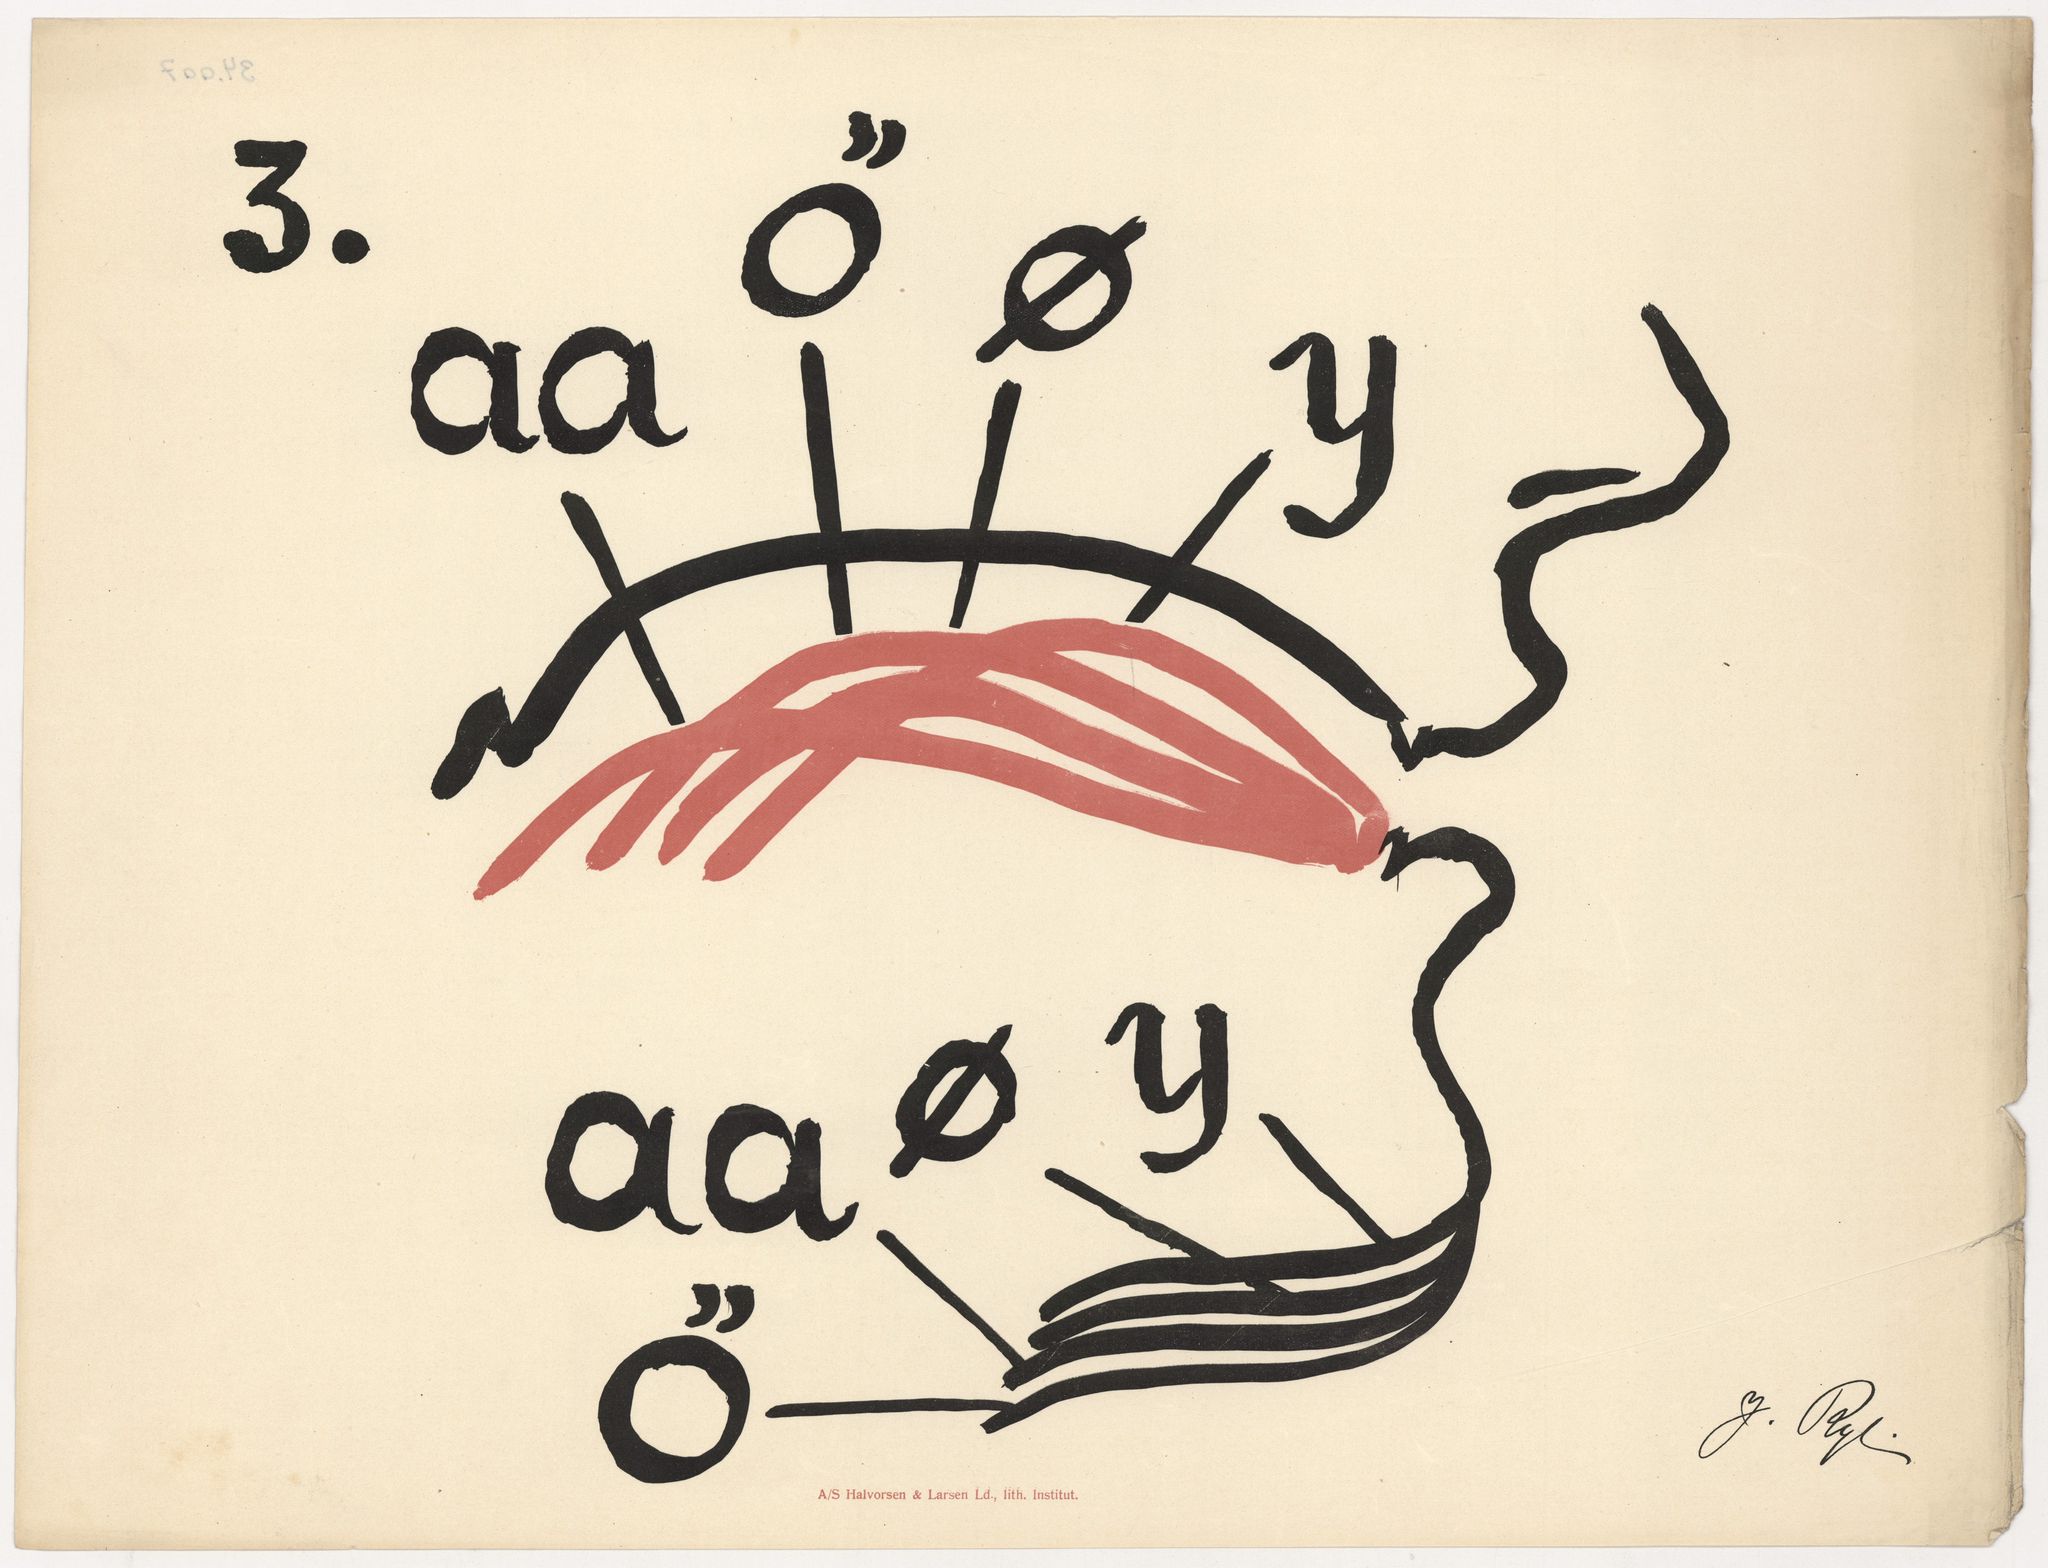 34.007
3.
aa ő ø y
aa ø y
ő
A/S Halvorsen & Larsen Ld., lith. Institut.